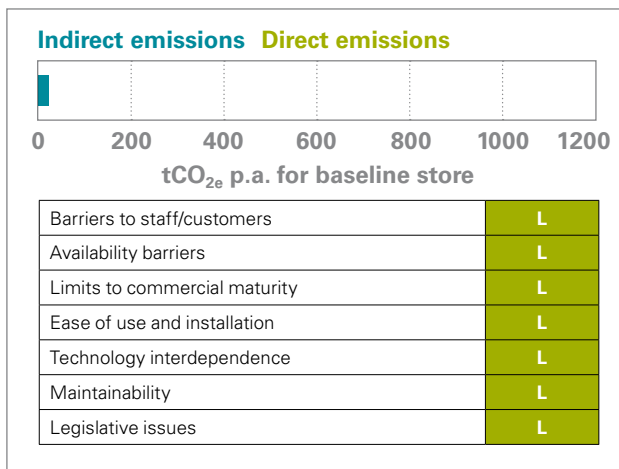 Indirect emissions Direct emissions
0 200 400 600 800 1000 1200
tCO2e p.a. for baseline store
Barriers to staff/customers L
Availability barriers L
Limits to commercial maturity L
Ease of use and installation L
Technology interdependence L
Maintainability L
Legislative issues L